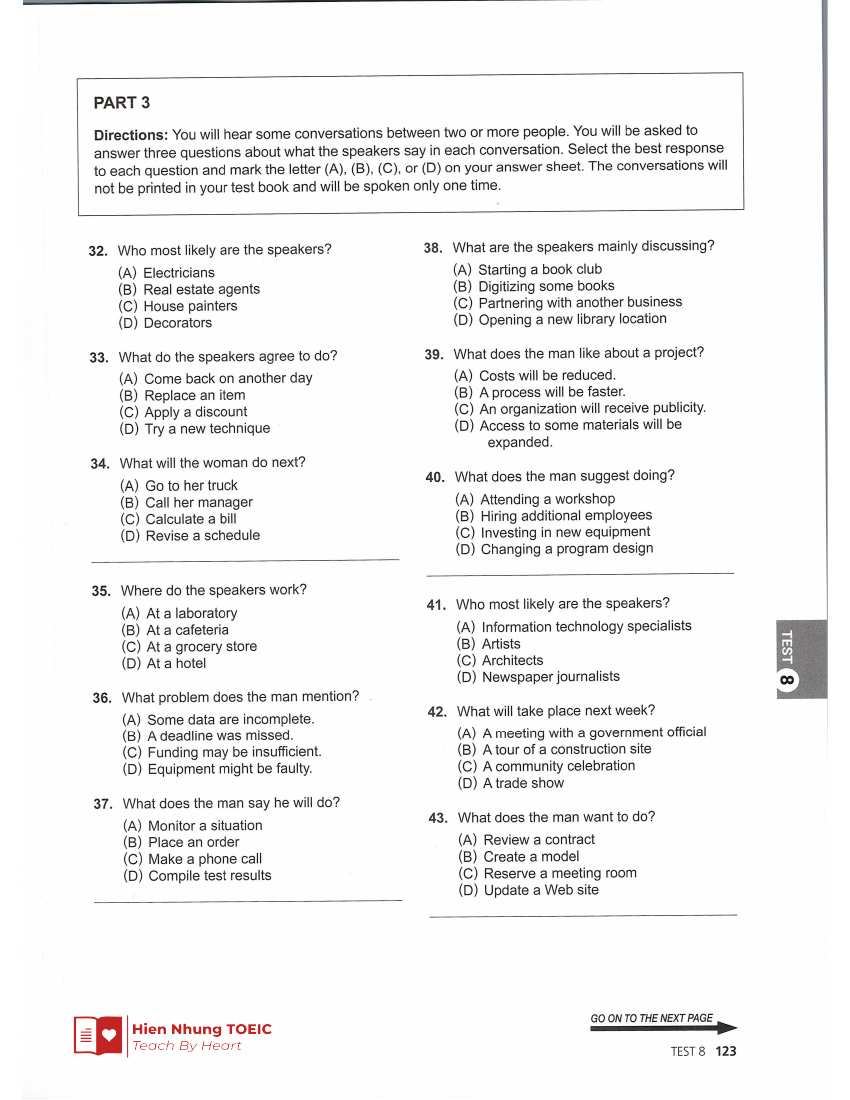 PART 3
Directions: You will hear some conversations between two or more people. You will be asked to
answer three questions about what the speakers say in each conversation. Select the best response
to each question and mark the letter (A), (B), (C), or (D) on your answer sheet. The conversations will
not be printed in your test book and will be spoken only one time.
32. Who most likely are the speakers?
(A) Electricians
(B) Real estate agents
(C) House painters
(D) Decorators
33. What do the speakers agree to do?
(A) Come back on another day
(B) Replace an item
(C) Apply a discount
(D) Try a new technique
34. What will the woman do next?
(A) Go to her truck
(B) Call her manager
(C) Calculate a bill
(D) Revise a schedule
35. Where do the speakers work?
(A) At a laboratory
(B) At a cafeteria
(C) At a grocery store
(D) At a hotel
36. What problem does the man mention?
(A) Some data are incomplete.
(B) A deadline was missed.
(C) Funding may be insufficient.
(D) Equipment might be faulty.
37. What does the man say he will do?
(A) Monitor a situation
(B) Place an order
(C) Make a phone call
(D) Compile test results
38. What are the speakers mainly discussing?
(A) Starting a book club
(B) Digitizing some books
(C) Partnering with another business
(D) Opening a new library location
39. What does the man like about a project?
(A) Costs will be reduced.
(B) A process will be faster.
(C) An organization will receive publicity.
(D) Access to some materials will be
expanded.
40. What does the man suggest doing?
(A) Attending a workshop
(B) Hiring additional employees
(C) Investing in new equipment
(D) Changing a program design
41. Who most likely are the speakers?
(A) Information technology specialists
(B) Artists
(C) Architects
(D) Newspaper journalists
42. What will take place next week?
(A) A meeting with a government official
(B) A tour of a construction site
(C) A community celebration
(D) A trade show
43. What does the man want to do?
(A) Review a contract
(B) Create a model
(C) Reserve a meeting room
(D) Update a Web site
TEST 8
Hien Nhung TOEIC
Teach By Heart
GO ON TO THE NEXT PAGE
TEST 8 123